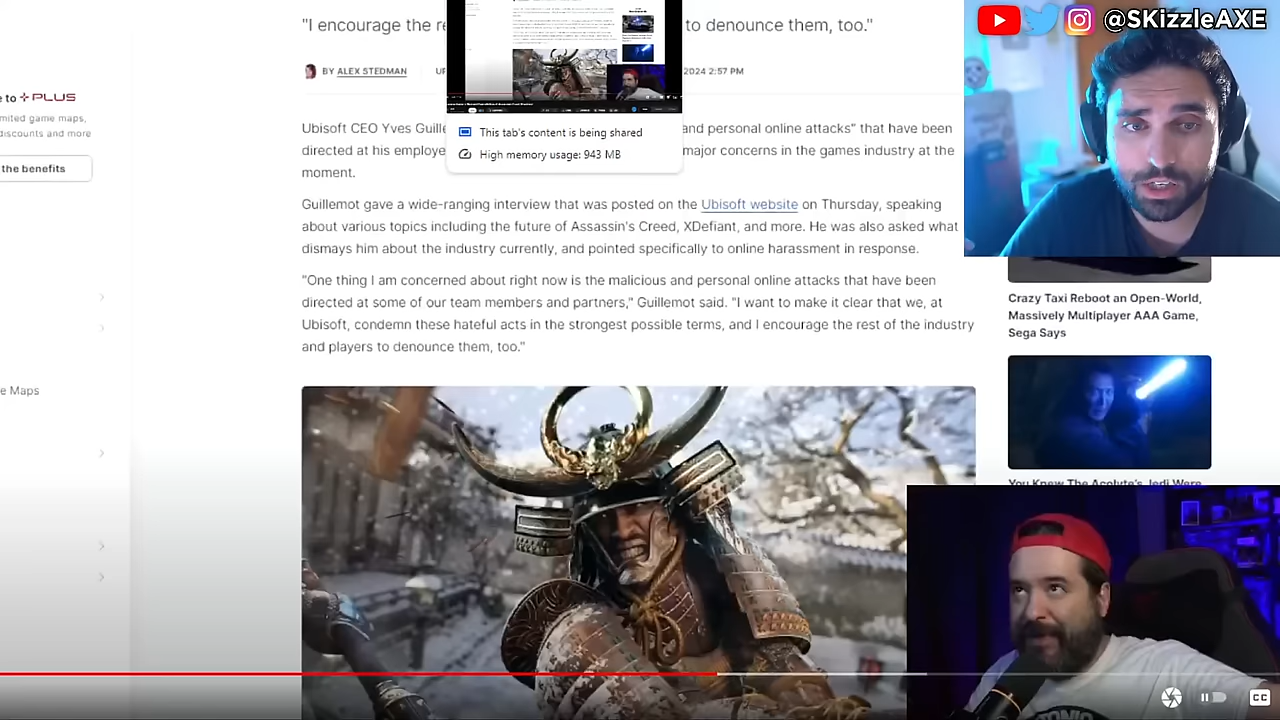 "I encourage the re
to denounce them, too."
@SKizzleAXE
BY ALEX STEDMAN
UP
2024 2:57 PM
e to PLUS
mited game maps,
discounts and more
the benefits
This tab's content is being shared
High memory usage: 943 MB
Ubisoft CEO Yves Guille
and personal online attacks" that have been
directed at his employe
major concerns in the games industry at the
moment.
Guillemot gave a wide-ranging interview that was posted on the Ubisoft website on Thursday, speaking
about various topics including the future of Assassin's Creed, XDefiant, and more. He was also asked what
dismays him about the industry currently, and pointed specifically to online harassment in response.
"One thing I am concerned about right now is the malicious and personal online attacks that have been
directed at some of our team members and partners," Guillemot said. "I want to make it clear that we, at
Ubisoft, condemn these hateful acts in the strongest possible terms, and I encourage the rest of the industry
and players to denounce them, too."
Crazy Taxi Reboot an Open-World,
Massively Multiplayer AAA Game,
Sega Says
e Maps
You Knew The Acolyte's Jedi Were
CC